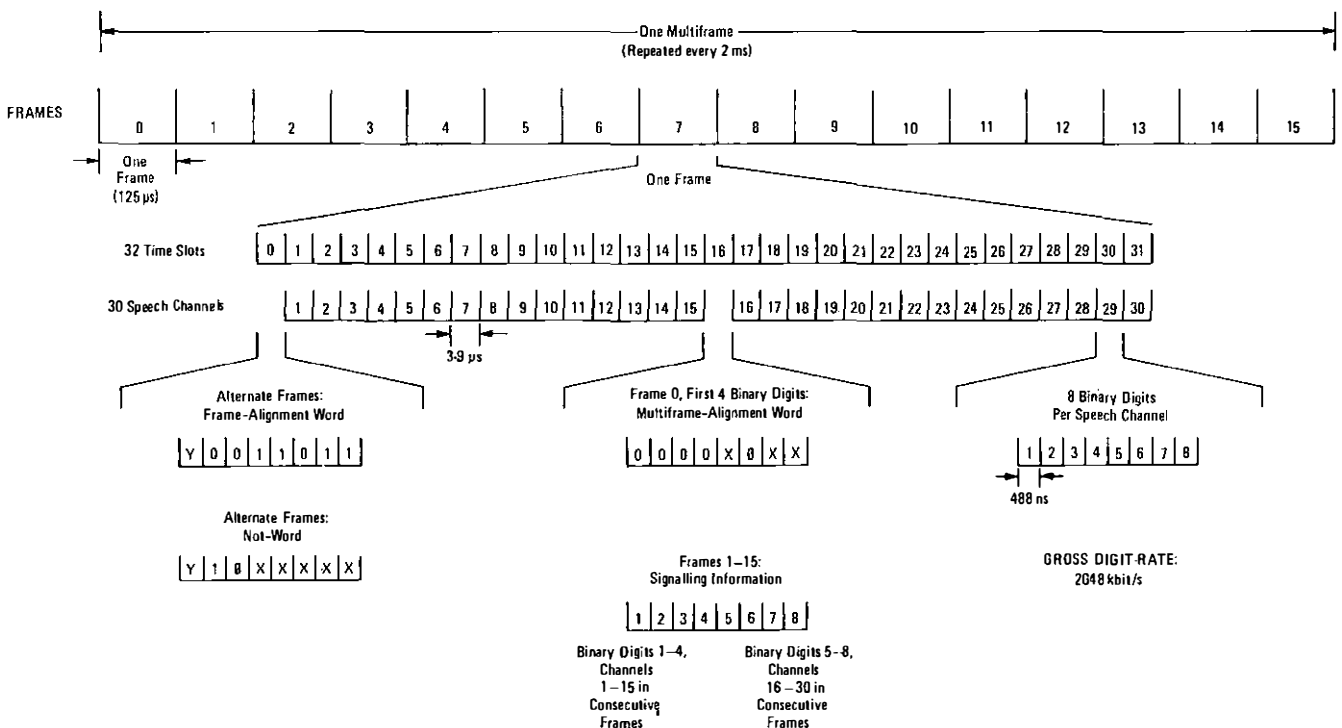 One Multiframe
(Repeated every 2 ms)
FRAMES
0 1 2 3 4 5 6 7 8 9 10 11 12 13 14 15
One
Frame
(125 µs)
One Frame
32 Time Slots
0 1 2 3 4 5 6 7 8 9 10 11 12 13 14 15 16 17 18 19 20 21 22 23 24 25 26 27 28 29 30 31
30 Speech Channels
1 2 3 4 5 6 7 8 9 10 11 12 13 14 15 16 17 18 19 20 21 22 23 24 25 26 27 28 29 30
3·9 µs
Alternate Frames:
Frame-Alignment Word
Y 0 0 1 1 0 1 1
Alternate Frames:
Not-Word
Y 1 Ø X X X X X
Frame 0, First 4 Binary Digits:
Multiframe-Alignment Word
0 0 0 0 X Ø X X
Frames 1–15:
Signalling Information
1 2 3 4 5 6 7 8
Binary Digits 1–4,
Channels
1–15 in
Consecutive
Frames
Binary Digits 5–8,
Channels
16–30 in
Consecutive
Frames
8 Binary Digits
Per Speech Channel
1 2 3 4 5 6 7 8
488 ns
GROSS DIGIT-RATE:
2048 kbit/s